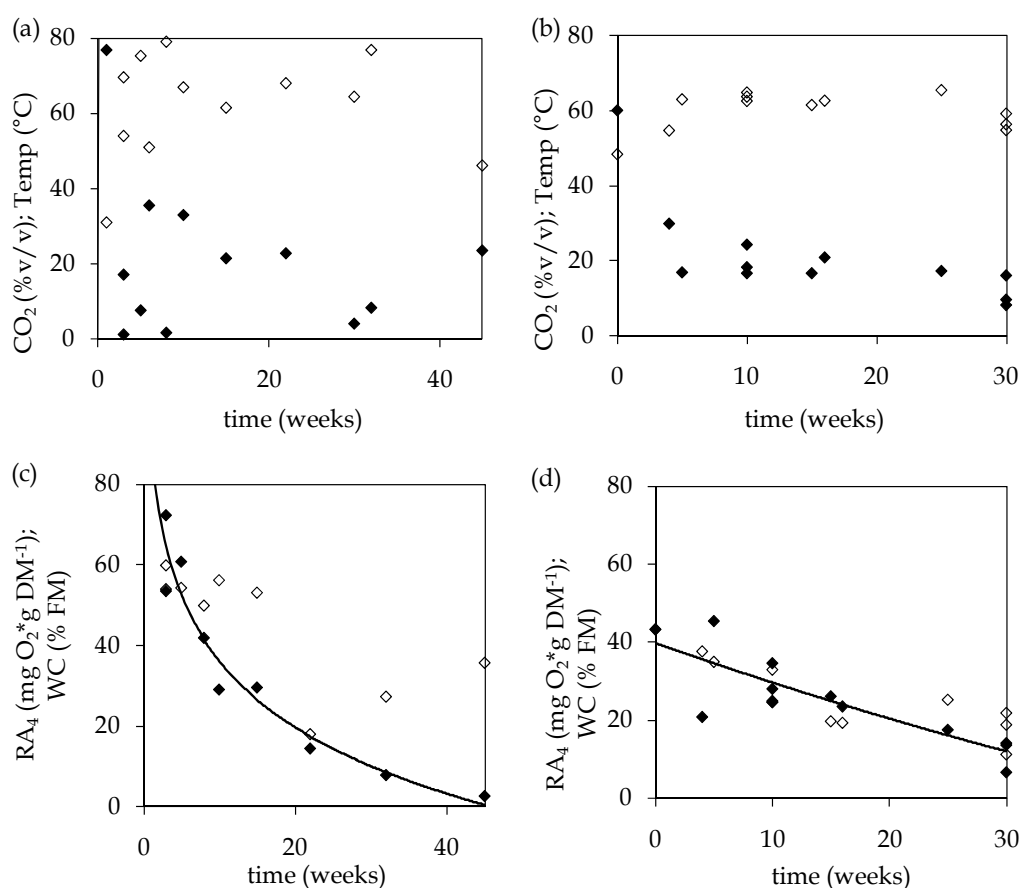 (a)
80
60
40
20
0
CO₂ (%v/v); Temp (°C)
0 20 40
time (weeks)
(b)
80
60
40
20
0
CO₂ (%v/v); Temp (°C)
0 10 20 30
time (weeks)
(c)
80
60
40
20
0
RA₄ (mg O₂*g DM⁻¹);
WC (% FM)
0 20 40
time (weeks)
(d)
80
60
40
20
0
RA₄ (mg O₂*g DM⁻¹);
WC (% FM)
0 10 20 30
time (weeks)